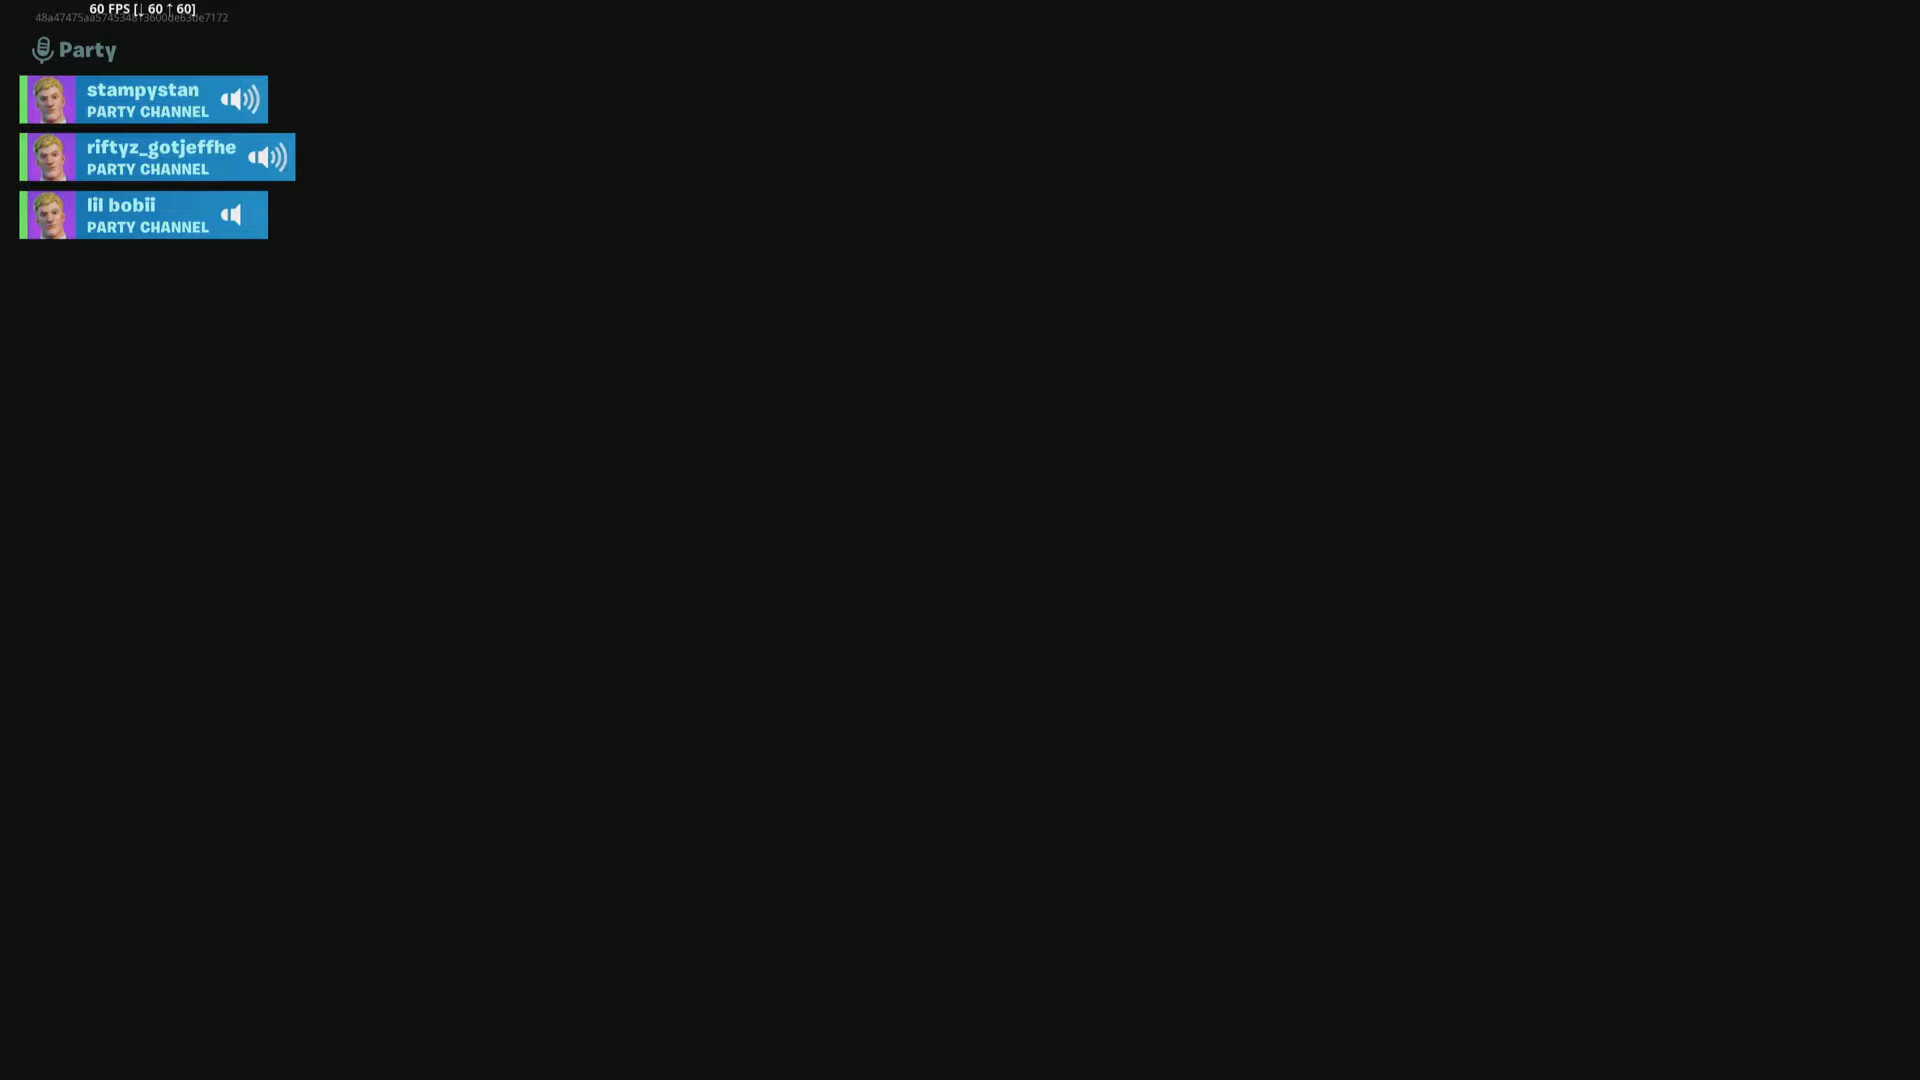 60 FPS [↓ 60 ↑ 60]
Party
stampystan
PARTY CHANNEL
riftyz_gotjeffhe
PARTY CHANNEL
lil bobii
PARTY CHANNEL